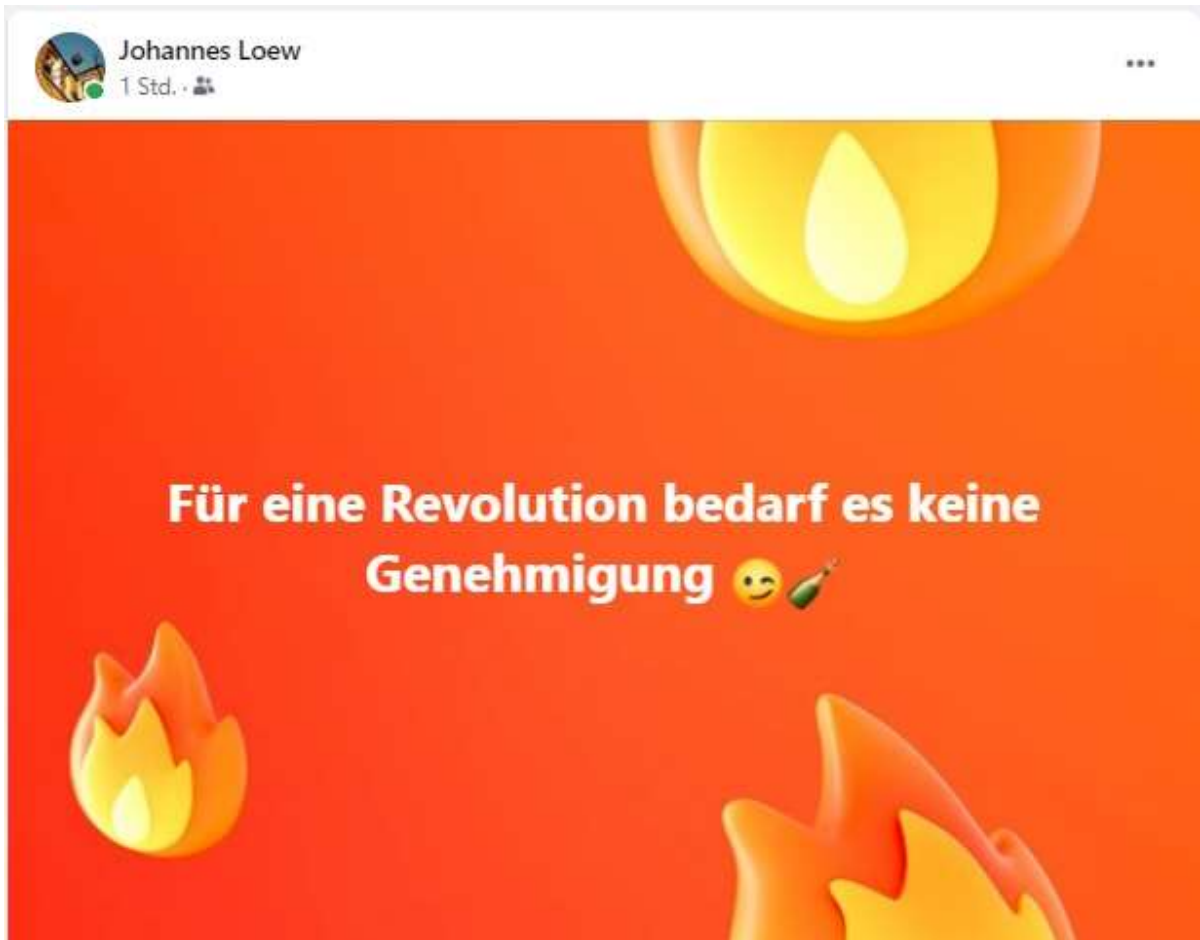 Johannes Loew
1 Std. ·
Für eine Revolution bedarf es keine
Genehmigung 😉🍾